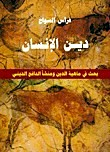 فراس السواح
دين الإنسان
بحث في ماهية الدين ومنشأ الدافع الديني